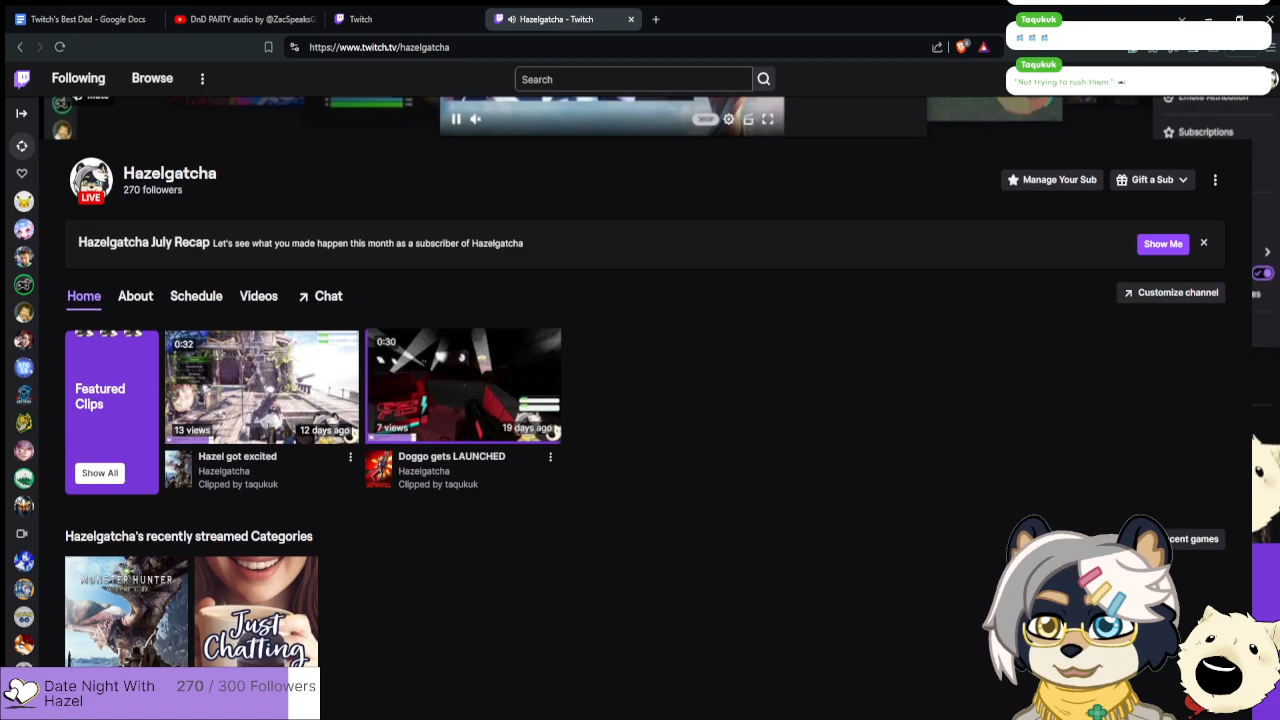 Twitch's Best Dad - Google Docs
DnD PARTY audio by @ZacSpeaksG
Twitch
Hazelgatcha - Twitch
Taqukuk
https://www.twitch.tv/hazelgatcha
Taqukuk
"Not trying to rush them."
Following
Browse
Search
Emote Attribution
360P
Subscriptions
Hazelgatcha
270 followers
LIVE
Manage Your Sub
Gift a Sub
Hazelgatcha July Recap Let's see what you made happen this month as a subscriber of Hazelgatcha
Show Me
Home
About
Schedule
Videos
Chat
Customize channel
0:32
0:30
Featured
Clips
13 views
12 days ago
7 views
19 days ago
Show All
Hazel got excited
Hazelgatcha
Clipped by taqukuk
Doggo gets LAUNCHED
Hazelgatcha
Clipped by taqukuk
Hazelgatcha's recently streamed Categories
cent games
MONSTER HUNTER
Just
Chatting
Date Night With
Hazel
270 / 300 Followers